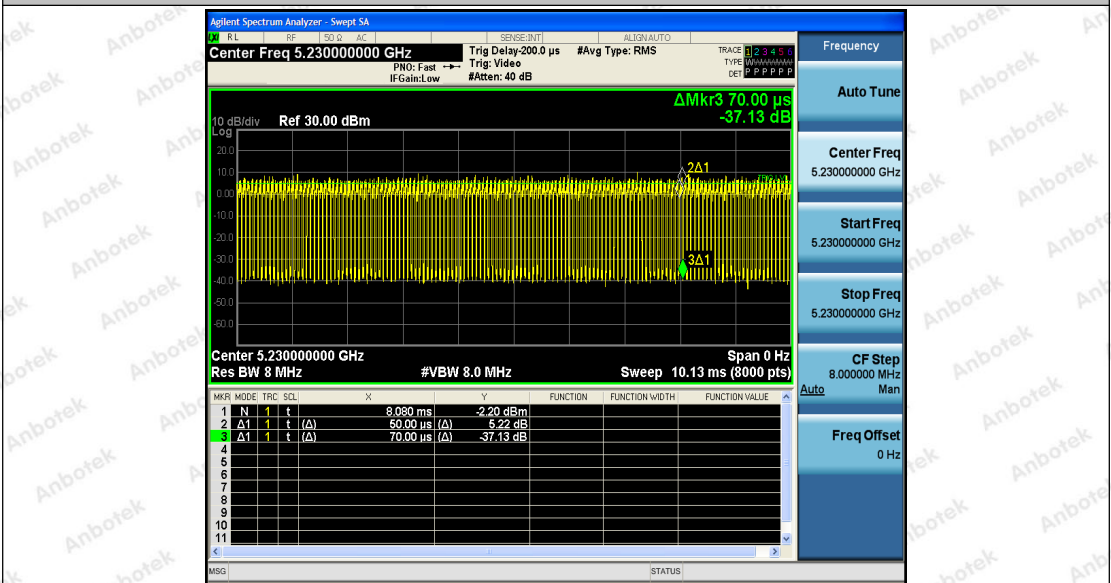 Agilent Spectrum Analyzer - Swept SA
RL RF 50 Ω AC SENSE:INT ALIGNAUTO
Center Freq 5.230000000 GHz
PNO: Fast
IFGain:Low
Trig Delay-200.0 µs
Trig: Video
#Atten: 40 dB
#Avg Type: RMS
TRACE 1 2 3 4 5 6
TYPE
DET P P P P P P
ΔMkr3 70.00 µs
-37.13 dB
10 dB/div Ref 30.00 dBm
Log
20.0
10.0
0.00
-10.0
-20.0
-30.0
-40.0
-50.0
-60.0
2Δ1
3Δ1
Center 5.230000000 GHz Span 0 Hz
Res BW 8 MHz #VBW 8.0 MHz Sweep 10.13 ms (8000 pts)
MKR MODE TRC SCL X Y FUNCTION FUNCTION WIDTH FUNCTION VALUE
1 N 1 t 8.080 ms -2.20 dBm
2 Δ1 1 t (Δ) 50.00 µs (Δ) 5.22 dB
3 Δ1 1 t (Δ) 70.00 µs (Δ) -37.13 dB
4
5
6
7
8
9
10
11
MSG STATUS
Frequency
Auto Tune
Center Freq
5.230000000 GHz
Start Freq
5.230000000 GHz
Stop Freq
5.230000000 GHz
CF Step
8.000000 MHz
Auto Man
Freq Offset
0 Hz
Anbotek